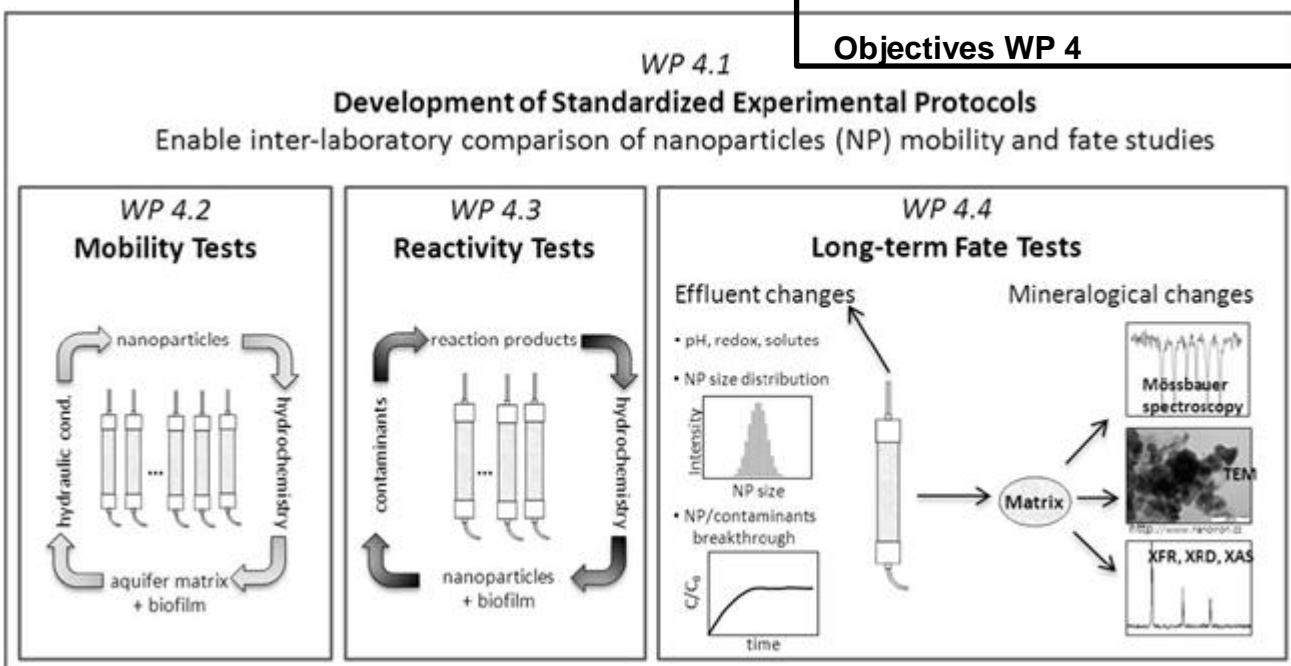 Objectives WP 4
WP 4.1
Development of Standardized Experimental Protocols
Enable inter-laboratory comparison of nanoparticles (NP) mobility and fate studies
WP 4.2
Mobility Tests
nanoparticles
hydraulic cond.
hydrochemistry
...
aquifer matrix
+ biofilm
WP 4.3
Reactivity Tests
reaction products
contaminants
hydrochemistry
...
nanoparticles
+ biofilm
WP 4.4
Long-term Fate Tests
Effluent changes
• pH, redox, solutes
• NP size distribution
Intensity
NP size
• NP/contaminants
breakthrough
C/C₀
time
Matrix
Mineralogical changes
Mössbauer
spectroscopy
TEM
XFR, XRD, XAS